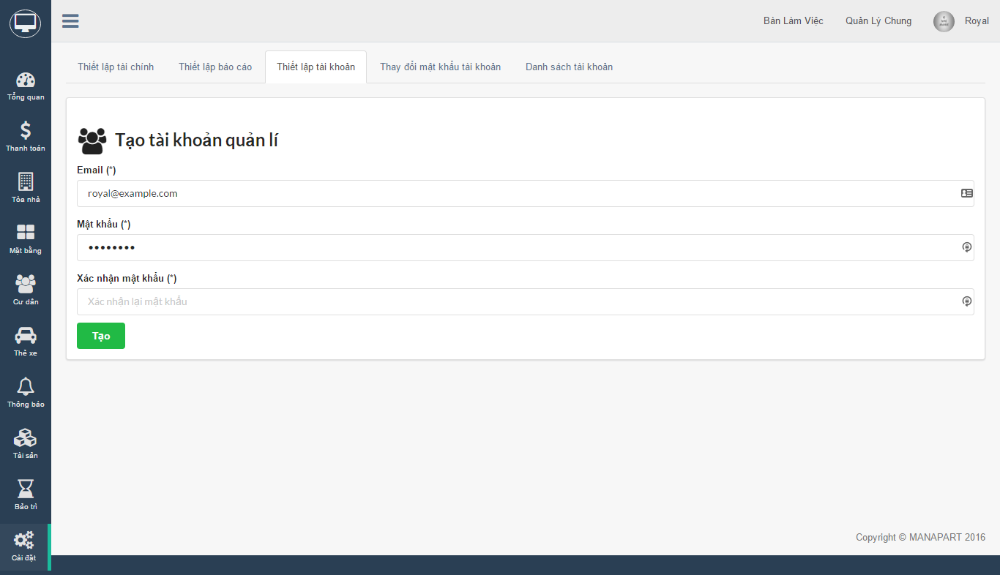 Bàn Làm Việc Quản Lý Chung Royal
Thiết lập tài chính Thiết lập báo cáo Thiết lập tài khoản Thay đổi mật khẩu tài khoản Danh sách tài khoản
Tổng quan
Thanh toán
Tòa nhà
Mặt bằng
Cư dân
Thẻ xe
Thông báo
Tài sản
Bảo trì
Cài đặt
Tạo tài khoản quản lí
Email (*)
royal@example.com
Mật khẩu (*)
••••••••
Xác nhận mật khẩu (*)
Xác nhận lại mật khẩu
Tạo
Copyright © MANAPART 2016